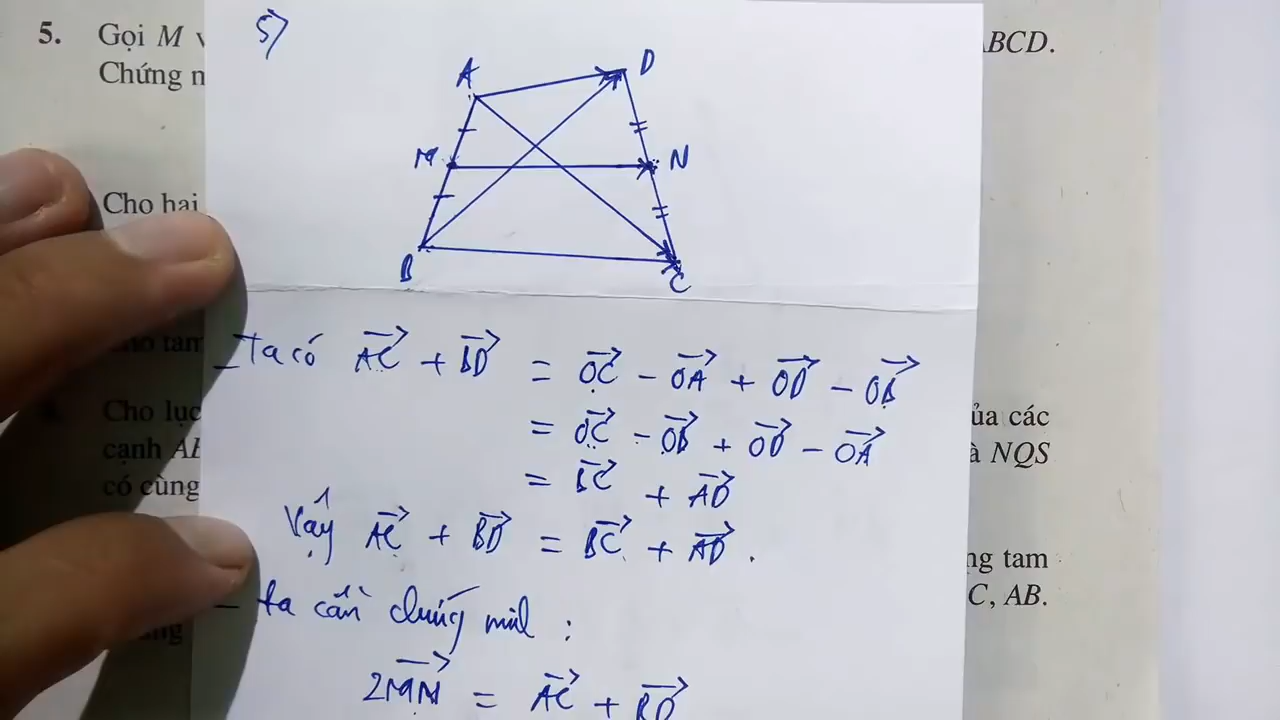 5.
Gọi M
BCD.
Chứng
5)
A
D
M
N
B
C
Cho hai
_ Ta có AC + BD = OC - OA + OD - OB
= OC - OB + OD - OA
= BC + AD
Vậy AC + BD = BC + AD.
Cho lục
của các
cạnh
NQS
có cùng
_ ta cần chứng minh :
tam
C, AB.
2MN = AC + BD